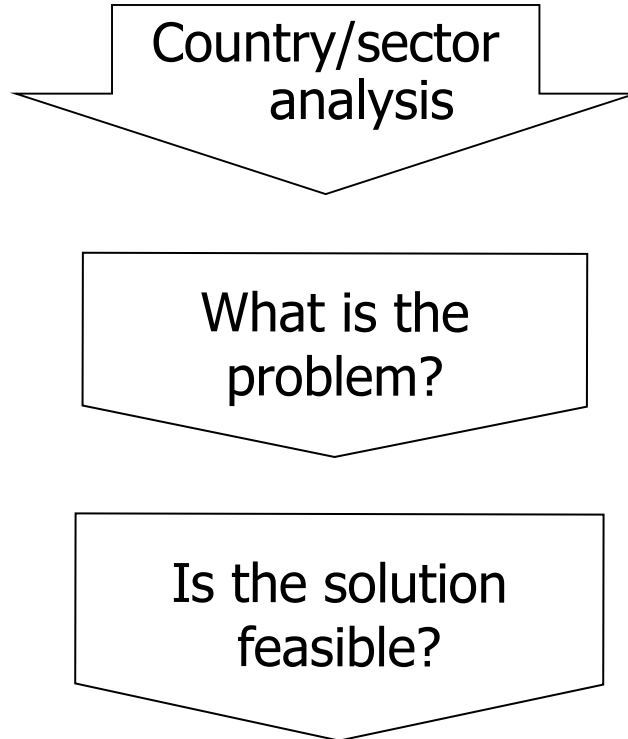 Country/sector
analysis
What is the
problem?
Is the solution
feasible?